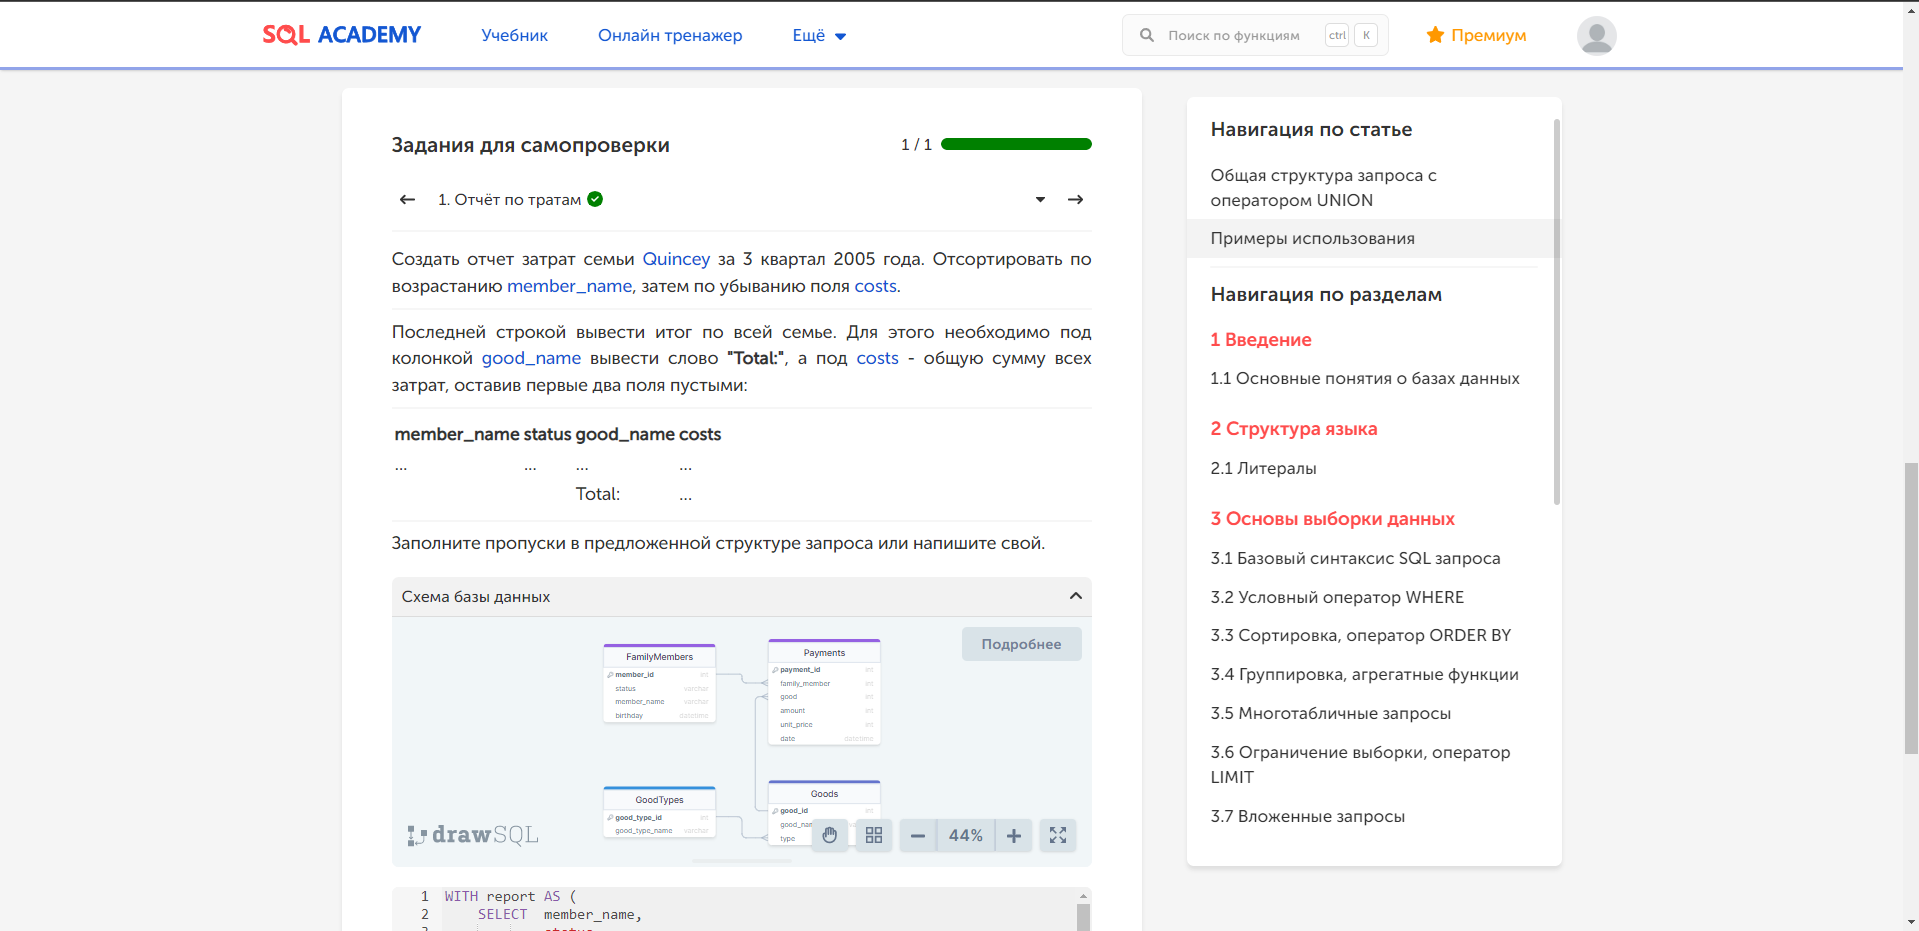 SQL ACADEMY
Учебник
Онлайн тренажер
Ещё
Поиск по функциям
ctrl
K
Премиум
Задания для самопроверки
1 / 1
1. Отчёт по тратам
Создать отчет затрат семьи Quincey за 3 квартал 2005 года. Отсортировать по
возрастанию member_name, затем по убыванию поля costs.
Последней строкой вывести итог по всей семье. Для этого необходимо под
колонкой good_name вывести слово "Total:", а под costs - общую сумму всех
затрат, оставив первые два поля пустыми:
member_name status good_name costs
... ... ... ...
Total: ...
Заполните пропуски в предложенной структуре запроса или напишите свой.
Схема базы данных
Подробнее
FamilyMembers
member_id int
status varchar
member_name varchar
birthday datetime
Payments
payment_id int
family_member int
good int
amount int
unit_price int
date datetime
GoodTypes
good_type_id int
good_type_name varchar
Goods
good_id int
type
drawSQL
44%
1 WITH report AS (
2 SELECT member_name,
Навигация по статье
Общая структура запроса с
оператором UNION
Примеры использования
Навигация по разделам
1 Введение
1.1 Основные понятия о базах данных
2 Структура языка
2.1 Литералы
3 Основы выборки данных
3.1 Базовый синтаксис SQL запроса
3.2 Условный оператор WHERE
3.3 Сортировка, оператор ORDER BY
3.4 Группировка, агрегатные функции
3.5 Многотабличные запросы
3.6 Ограничение выборки, оператор
LIMIT
3.7 Вложенные запросы